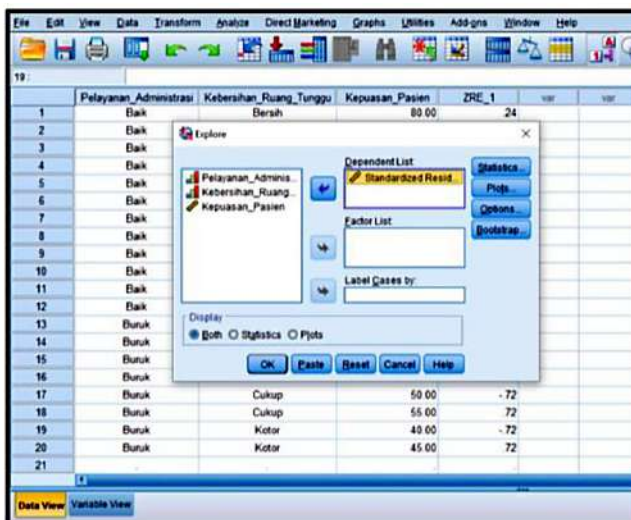 File Edit View Data Transform Analyze Direct Marketing Graphs Utilities Add-ons Window Help
19 :
Pelayanan_Administrasi Kebersihan_Ruang_Tunggu Kepuasan_Pasien ZRE_1 var var
1 Baik Bersih 80.00 24
2 Baik
3 Baik
4 Baik
5 Baik
6 Baik
7 Baik
8 Baik
9 Baik
10 Baik
11 Baik
12 Baik
13 Buruk
14 Buruk
15 Buruk
16 Buruk
17 Buruk Cukup 50.00 -.72
18 Buruk Cukup 55.00 .72
19 Buruk Kotor 40.00 -.72
20 Buruk Kotor 45.00 .72
21
Explore
Pelayanan_Adminis...
Kebersihan_Ruang...
Kepuasan_Pasien
Dependent List:
Standardized Resid...
Factor List:
Label Cases by:
Statistics...
Plots...
Options...
Bootstrap...
Display
Both Statistics Plots
OK Paste Reset Cancel Help
Data View Variable View